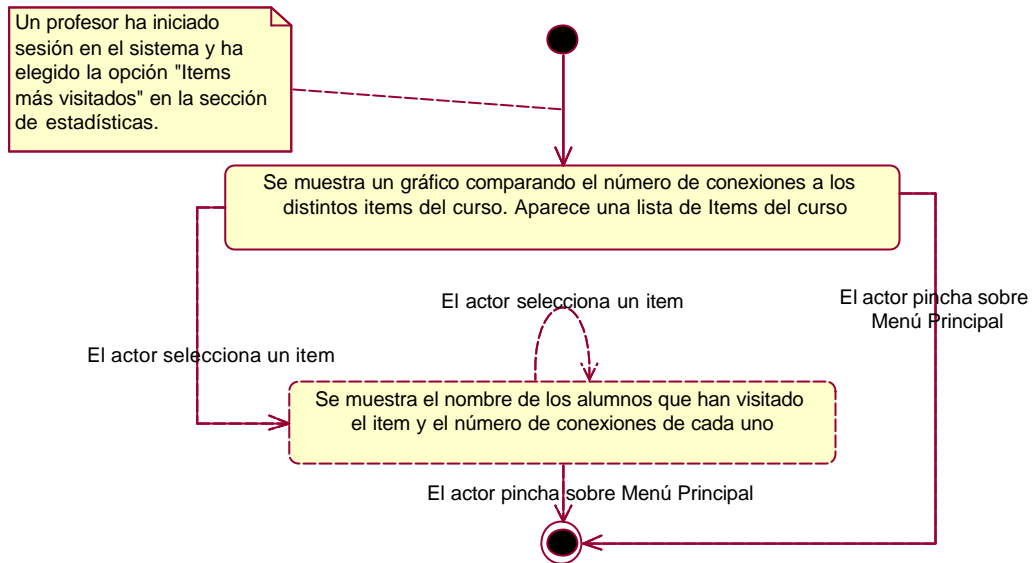 Un profesor ha iniciado
sesión en el sistema y ha
elegido la opción "Items
más visitados" en la sección
de estadísticas.
Se muestra un gráfico comparando el número de conexiones a los
distintos items del curso. Aparece una lista de Items del curso
El actor selecciona un item
El actor pincha sobre
Menú Principal
El actor selecciona un item
Se muestra el nombre de los alumnos que han visitado
el item y el número de conexiones de cada uno
El actor pincha sobre Menú Principal